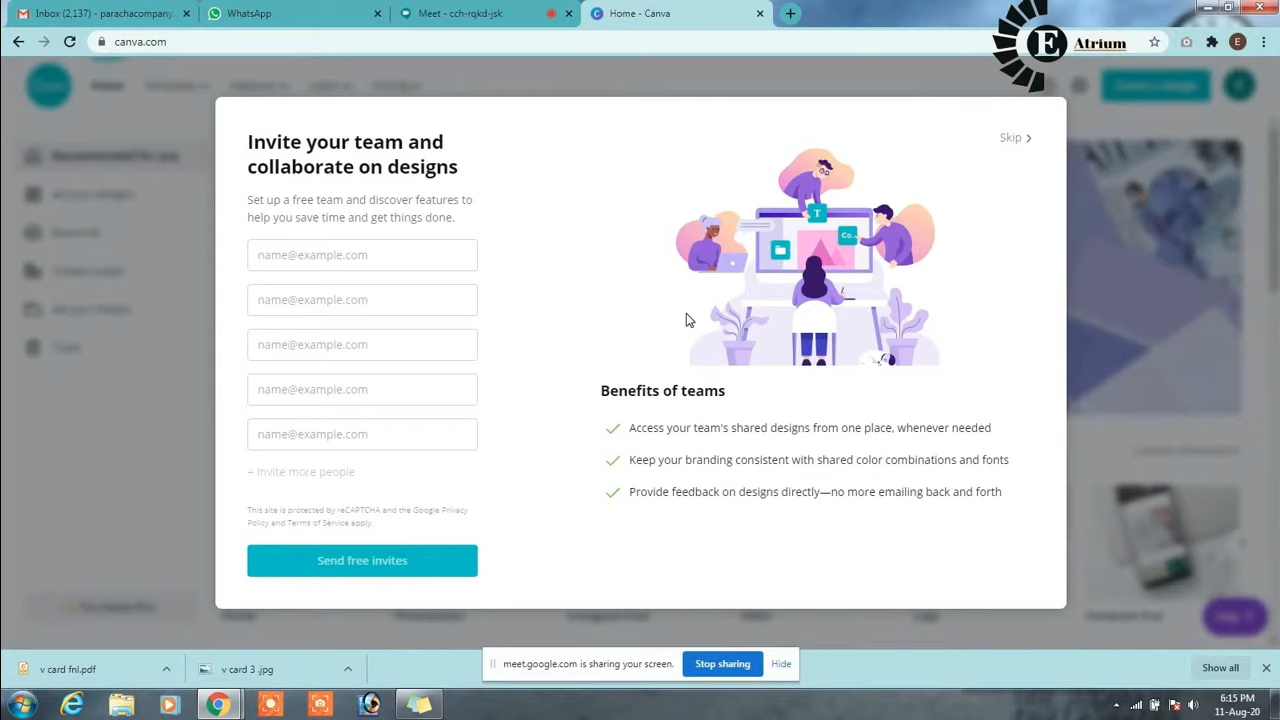 Inbox (2,137) - parachacompany.
WhatsApp
Meet - cch-rqkd-jsk
Home - Canva
canva.com
E
Atrium
E
Skip
Invite your team and
collaborate on designs
Set up a free team and discover features to
help you save time and get things done.
name@example.com
name@example.com
name@example.com
name@example.com
name@example.com
+ Invite more people
This site is protected by reCAPTCHA and the Google Privacy
Policy and Terms of Service apply.
Send free invites
T
Co.
Benefits of teams
Access your team's shared designs from one place, whenever needed
Keep your branding consistent with shared color combinations and fonts
Provide feedback on designs directly—no more emailing back and forth
meet.google.com is sharing your screen.
Stop sharing
Hide
v card fnl.pdf
v card 3 .jpg
Show all
6:15 PM
11-Aug-20